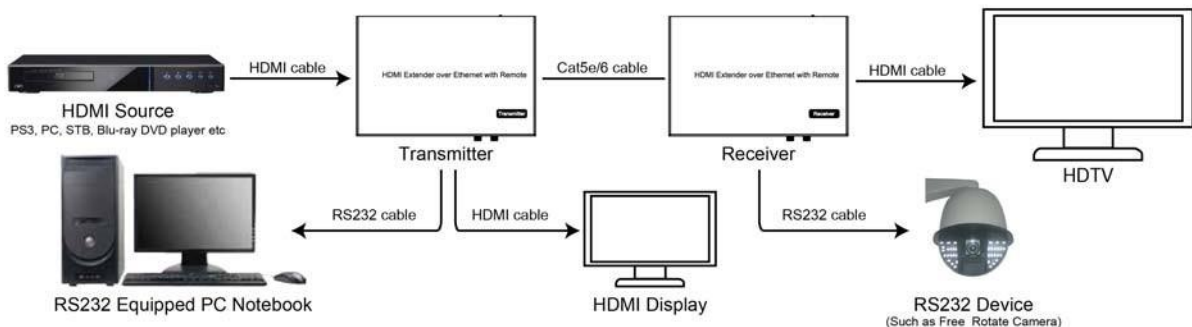 HDMI cable
HDMI Extender over Ethernet with Remote
Transmitter
Cat5e/6 cable
HDMI Extender over Ethernet with Remote
Receiver
HDMI cable
HDMI Source
PS3, PC, STB, Blu-ray DVD player etc
Transmitter
Receiver
HDTV
RS232 cable
HDMI cable
RS232 cable
RS232 Equipped PC Notebook
HDMI Display
RS232 Device
(Such as Free Rotate Camera)